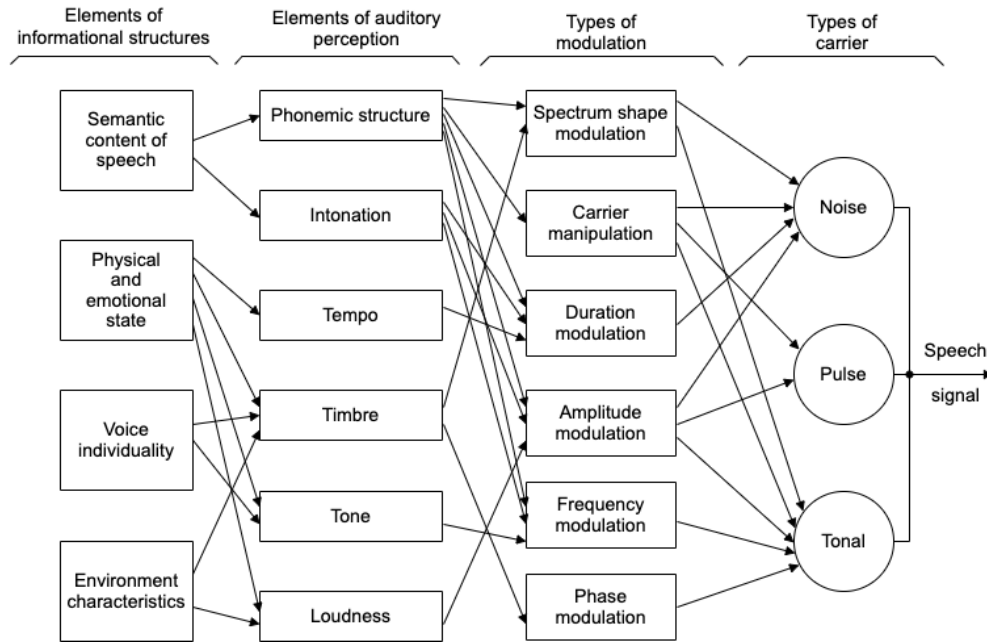 Elements of
informational structures
Elements of auditory
perception
Types of
modulation
Types of
carrier
Semantic
content of
speech
Physical
and
emotional
state
Voice
individuality
Environment
characteristics
Phonemic structure
Intonation
Tempo
Timbre
Tone
Loudness
Spectrum shape
modulation
Carrier
manipulation
Duration
modulation
Amplitude
modulation
Frequency
modulation
Phase
modulation
Noise
Pulse
Tonal
Speech
signal